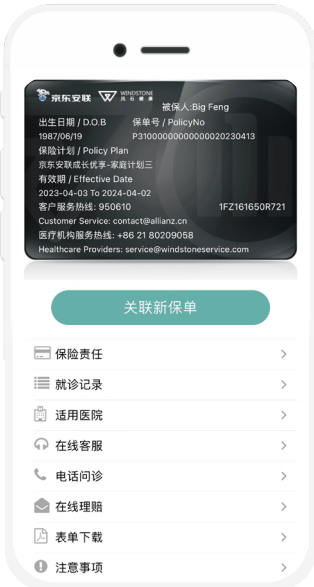 京东安联 WINDSTONE
风石健康
被保人:Big Feng
出生日期 / D.O.B 保单号 / PolicyNo
1987/06/19 P31000000000000020230413
保险计划 / Policy Plan
京东安联成长优享-家庭计划三
有效期 / Effective Date
2023-04-03 To 2024-04-02
客户服务热线: 950610 1FZ161650R721
Customer Service: contact@allianz.cn
医疗机构服务热线: +86 21 80209058
Healthcare Providers: service@windstoneservice.com
关联新保单
保险责任
就诊记录
适用医院
在线客服
电话问诊
在线理赔
表单下载
注意事项